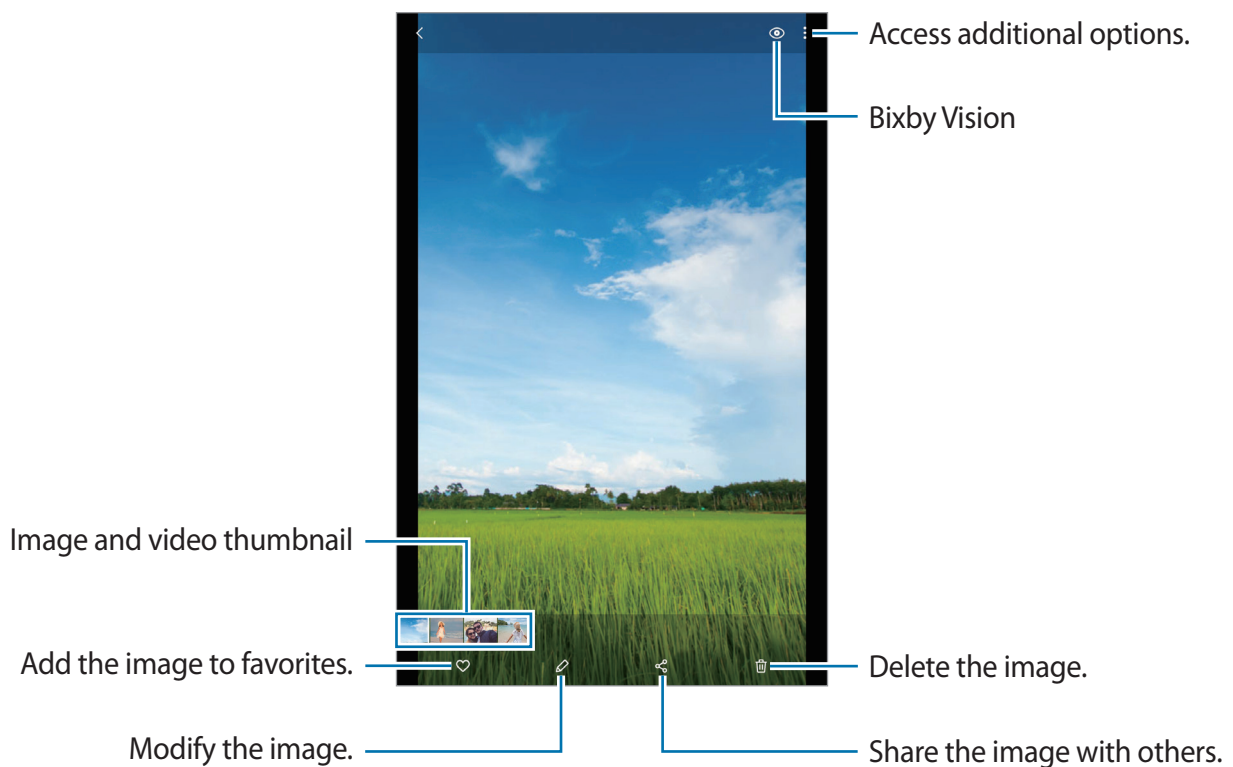 Access additional options.
Bixby Vision
Image and video thumbnail
Add the image to favorites.
Delete the image.
Modify the image.
Share the image with others.